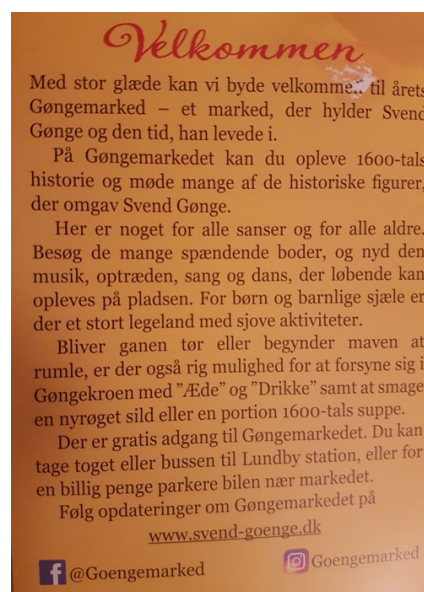 Velkommen
Med stor glæde kan vi byde velkommen til årets
Gøngemarked – et marked, der hylder Svend
Gønge og den tid, han levede i.
På Gøngemarkedet kan du opleve 1600-tals
historie og møde mange af de historiske figurer,
der omgav Svend Gønge.
Her er noget for alle sanser og for alle aldre.
Besøg de mange spændende boder, og nyd den
musik, optræden, sang og dans, der løbende kan
opleves på pladsen. For børn og barnlige sjæle er
der et stort legeland med sjove aktiviteter.
Bliver ganen tør eller begynder maven at
rumle, er der også rig mulighed for at forsyne sig i
Gøngekroen med ”Æde” og ”Drikke” samt at smage
en nyrøget sild eller en portion 1600-tals suppe.
Der er gratis adgang til Gøngemarkedet. Du kan
tage toget eller bussen til Lundby station, eller for
en billig penge parkere bilen nær markedet.
Følg opdateringer om Gøngemarkedet på
www.svend-goenge.dk
@Goengemarked
Goengemarked